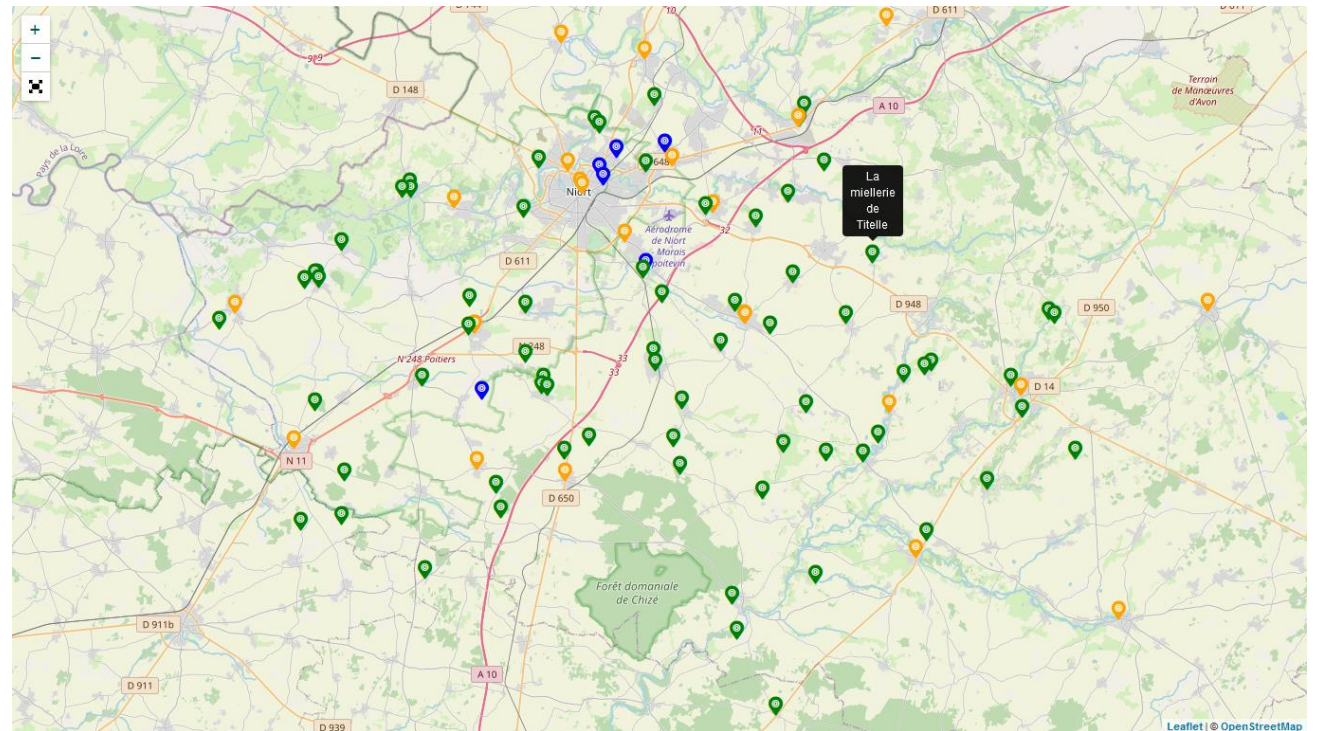 D 744
10
D 611
D 611
+
−
9.9
D 148
Terrain
de Manœuvres
d'Avon
A 10
11
Pays de la Loire
648
Niort
La
miellerie
de
Titelle
32
Aérodrome
de Niort
Marais
poitevin
D 611
D 948
D 950
N 248
33
N 248 Poitiers
33
D 14
N 11
D 650
Forêt domaniale
de Chizé
D 911b
A 10
D 911
D 939
Leaflet | © OpenStreetMap